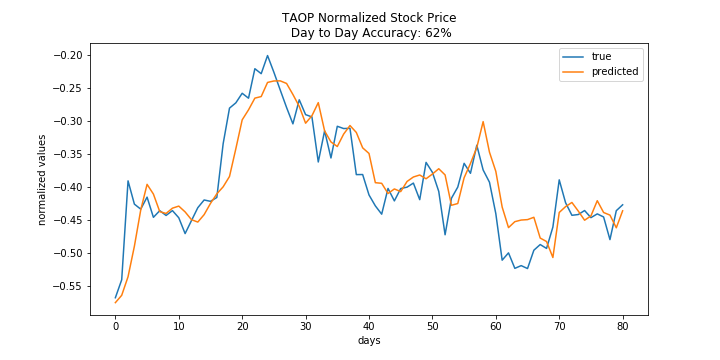 TAOP Normalized Stock Price
Day to Day Accuracy: 62%
true
predicted
normalized values
−0.20
−0.25
−0.30
−0.35
−0.40
−0.45
−0.50
−0.55
0 10 20 30 40 50 60 70 80
days